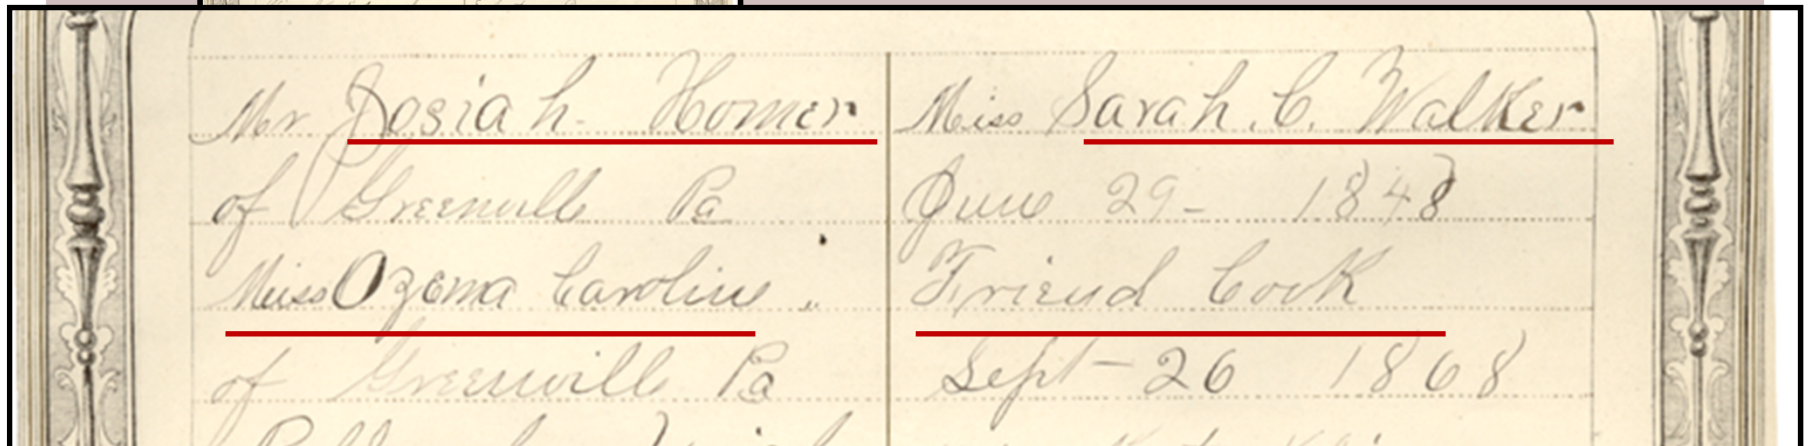 Mr Josiah Homer Miss Sarah. C. Walker
of Greenville Pa June 29- 1848
Miss Ozema Caroline. Friend Cook
of Greenville Pa Sept-26 1868